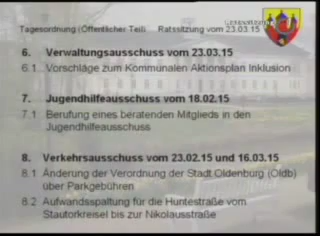 Tagesordnung (Öffentlicher Teil) Ratssitzung vom 23.03.15
6. Verwaltungsausschuss vom 23.03.15
6.1 Vorschläge zum Kommunalen Aktionsplan Inklusion
7. Jugendhilfeausschuss vom 18.02.15
7.1 Berufung eines beratenden Mitglieds in den
Jugendhilfeausschuss
8. Verkehrsausschuss vom 23.02.15 und 16.03.15
8.1 Änderung der Verordnung der Stadt Oldenburg (Oldb)
über Parkgebühren
8.2 Aufwandsspaltung für die Huntestraße vom
Stautorkreisel bis zur Nikolausstraße